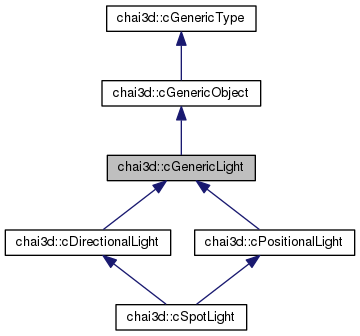 chai3d::cGenericType
chai3d::cGenericObject
chai3d::cGenericLight
chai3d::cDirectionalLight
chai3d::cPositionalLight
chai3d::cSpotLight